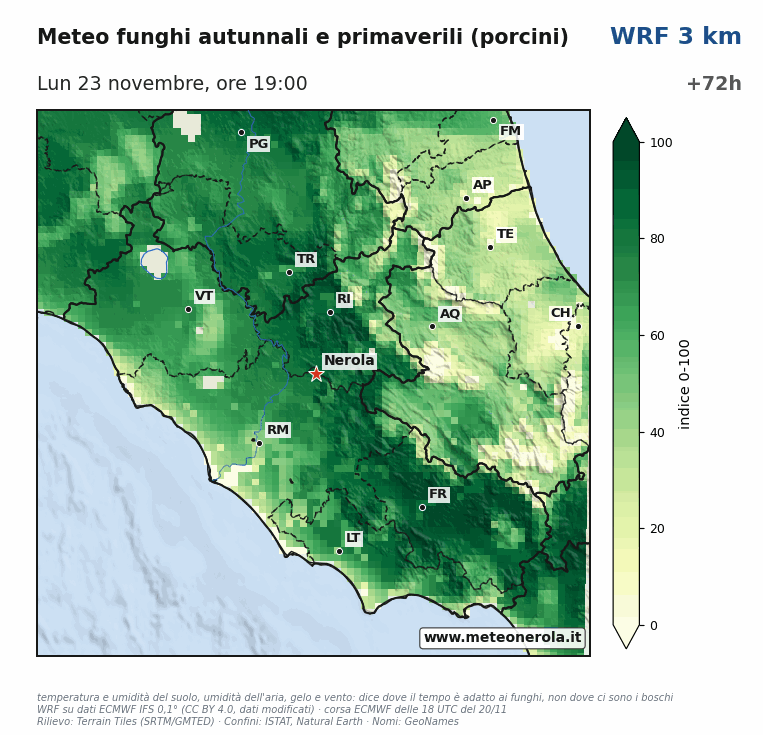 Meteo funghi autunnali e primaverili (porcini)
WRF 3 km
Lun 23 novembre, ore 19:00
+72h
FM
PG
AP
TE
TR
VT
RI
AQ
CH
Nerola
RM
FR
LT
www.meteonerola.it
100
80
60
40
20
0
indice 0-100
temperatura e umidità del suolo, umidità dell'aria, gelo e vento: dice dove il tempo è adatto ai funghi, non dove ci sono i boschi
WRF su dati ECMWF IFS 0,1° (CC BY 4.0, dati modificati) · corsa ECMWF delle 18 UTC del 20/11
Rilievo: Terrain Tiles (SRTM/GMTED) · Confini: ISTAT, Natural Earth · Nomi: GeoNames